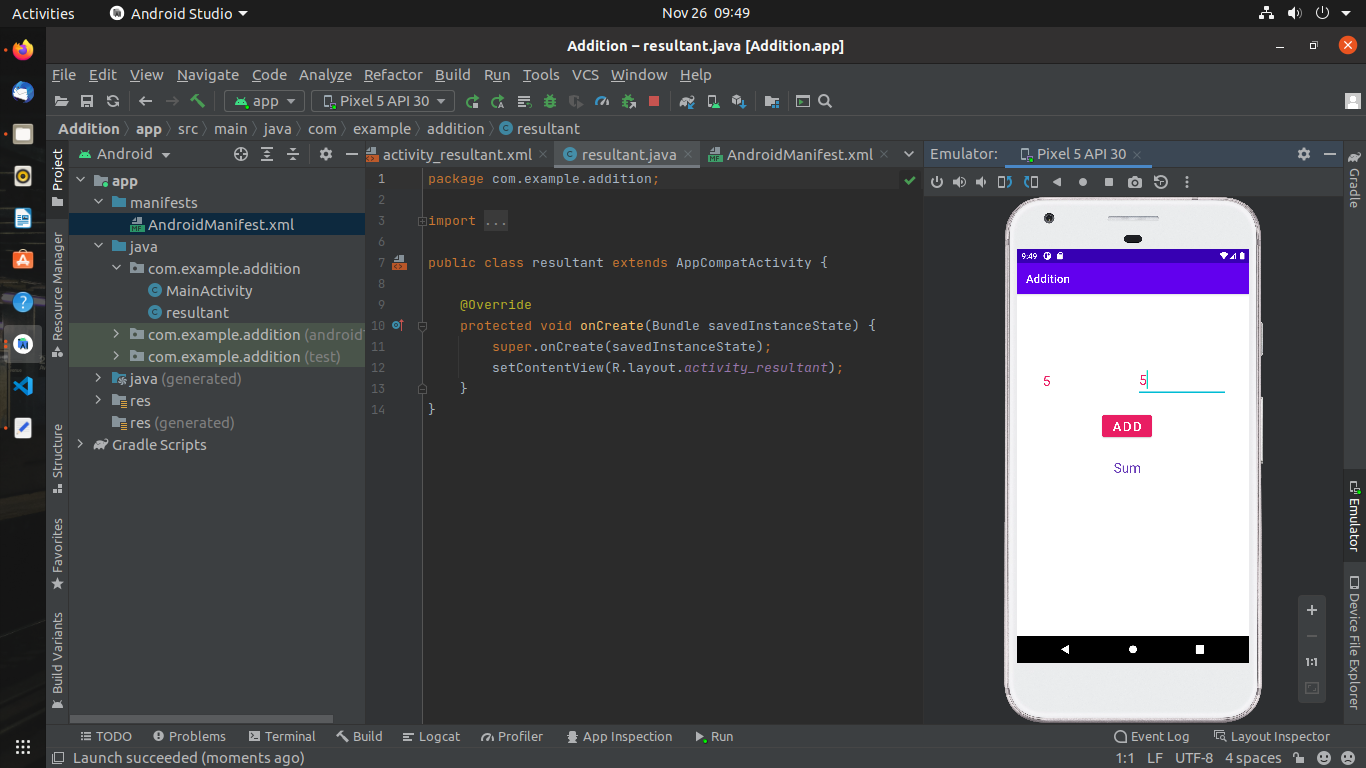 Activities Android Studio Nov 26 09:49
Addition – resultant.java [Addition.app]
File Edit View Navigate Code Analyze Refactor Build Run Tools VCS Window Help
app Pixel 5 API 30
Addition app src main java com example addition resultant
Project
Resource Manager
Structure
Favorites
Build Variants
Android
app
manifests
AndroidManifest.xml
java
com.example.addition
MainActivity
resultant
com.example.addition (android
com.example.addition (test)
java (generated)
res
res (generated)
Gradle Scripts
activity_resultant.xml resultant.java AndroidManifest.xml
1 package com.example.addition;
2
3 import ...
6
7 public class resultant extends AppCompatActivity {
8
9 @Override
10 protected void onCreate(Bundle savedInstanceState) {
11 super.onCreate(savedInstanceState);
12 setContentView(R.layout.activity_resultant);
13 }
14 }
Emulator: Pixel 5 API 30
9:49
Addition
5 5
ADD
Sum
1:1
Gradle
Emulator
Device File Explorer
TODO Problems Terminal Build Logcat Profiler App Inspection Run Event Log Layout Inspector
Launch succeeded (moments ago) 1:1 LF UTF-8 4 spaces